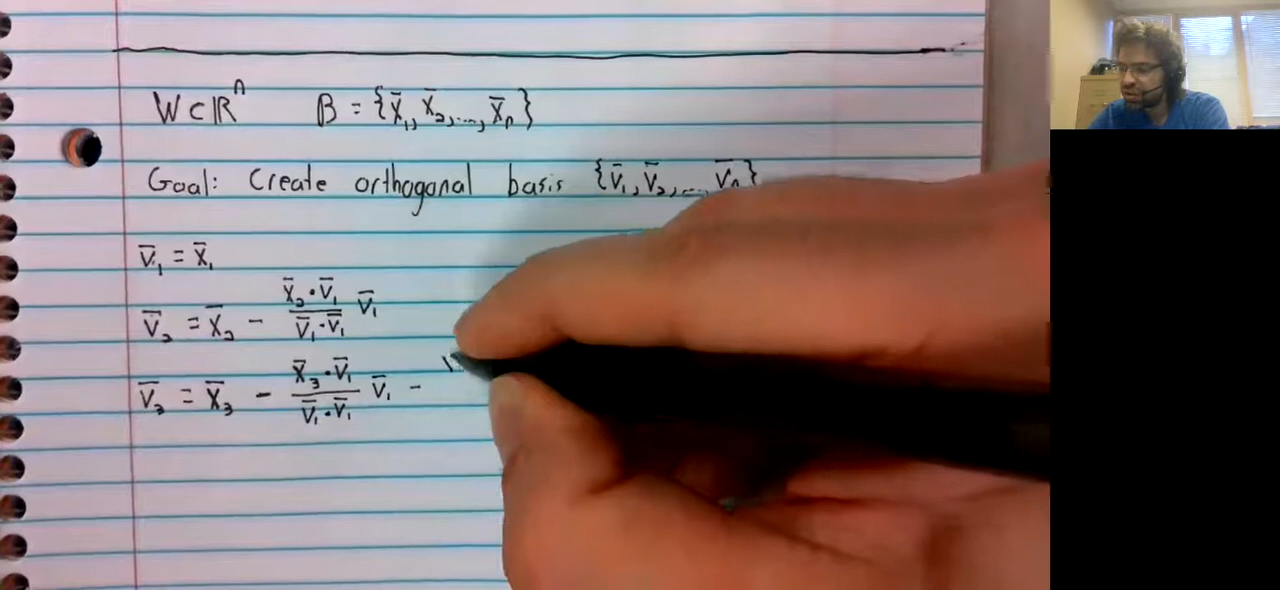 W⊂ℝⁿ β = {x̄₁, x̄₂, ..., x̄ₙ}
Goal: Create orthogonal basis {v̄₁, v̄₂, ... v̄ₙ}
v̄₁ = x̄₁
v̄₂ = x̄₂ - (x̄₂·v̄₁)/(v̄₁·v̄₁) v̄₁
v̄₃ = x̄₃ - (x̄₃·v̄₁)/(v̄₁·v̄₁) v̄₁ -